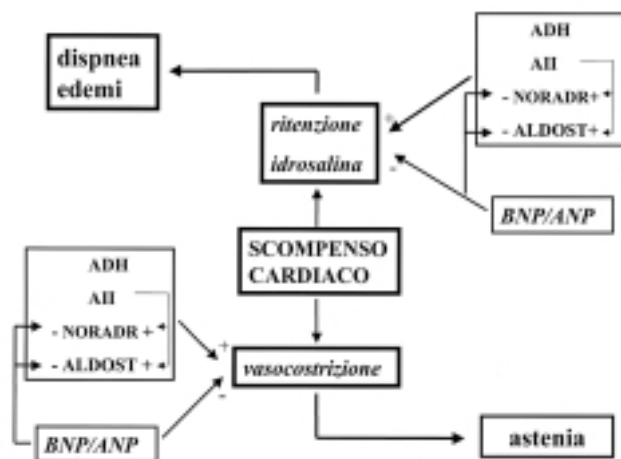 dispnea
edemi
ADH
AII
- NORADR+
- ALDOST+
+
ritenzione
idrosalina
-
BNP/ANP
SCOMPENSO
CARDIACO
ADH
AII
- NORADR +
- ALDOST +
+
vasocostrizione
-
BNP/ANP
astenia